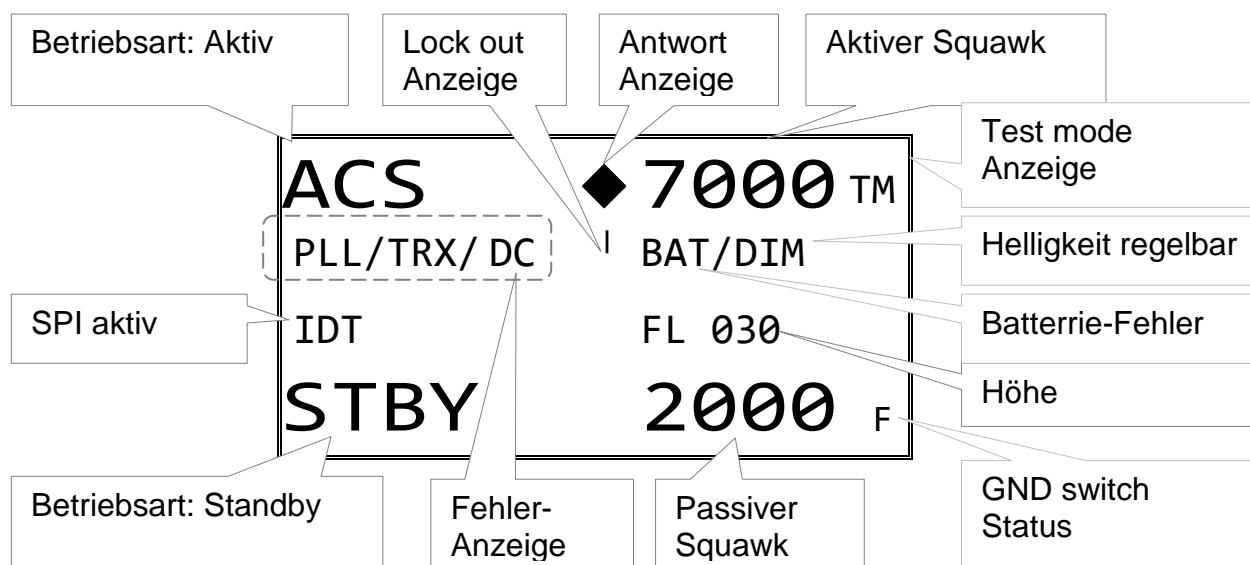 Betriebsart: Aktiv
Lock out
Anzeige
Antwort
Anzeige
Aktiver Squawk
Test mode
Anzeige
ACS
◆ 7000 TM
PLL/TRX/ DC
I
BAT/DIM
Helligkeit regelbar
SPI aktiv
IDT
FL 030
Batterrie-Fehler
Höhe
STBY
2000 F
Betriebsart: Standby
Fehler-
Anzeige
Passiver
Squawk
GND switch
Status